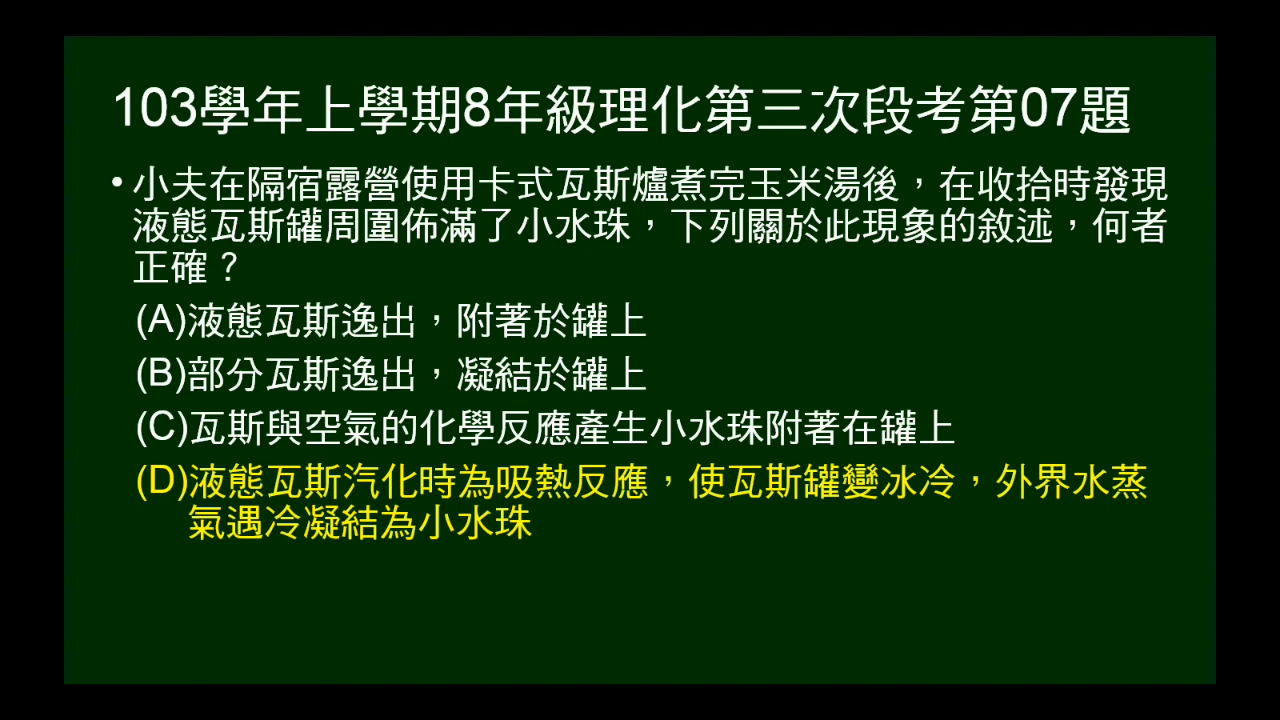 103學年上學期8年級理化第三次段考第07題
•小夫在隔宿露營使用卡式瓦斯爐煮完玉米湯後，在收拾時發現
液態瓦斯罐周圍佈滿了小水珠，下列關於此現象的敘述，何者
正確？
(A)液態瓦斯逸出，附著於罐上
(B)部分瓦斯逸出，凝結於罐上
(C)瓦斯與空氣的化學反應產生小水珠附著在罐上
(D)液態瓦斯汽化時為吸熱反應，使瓦斯罐變冰冷，外界水蒸
氣遇冷凝結為小水珠